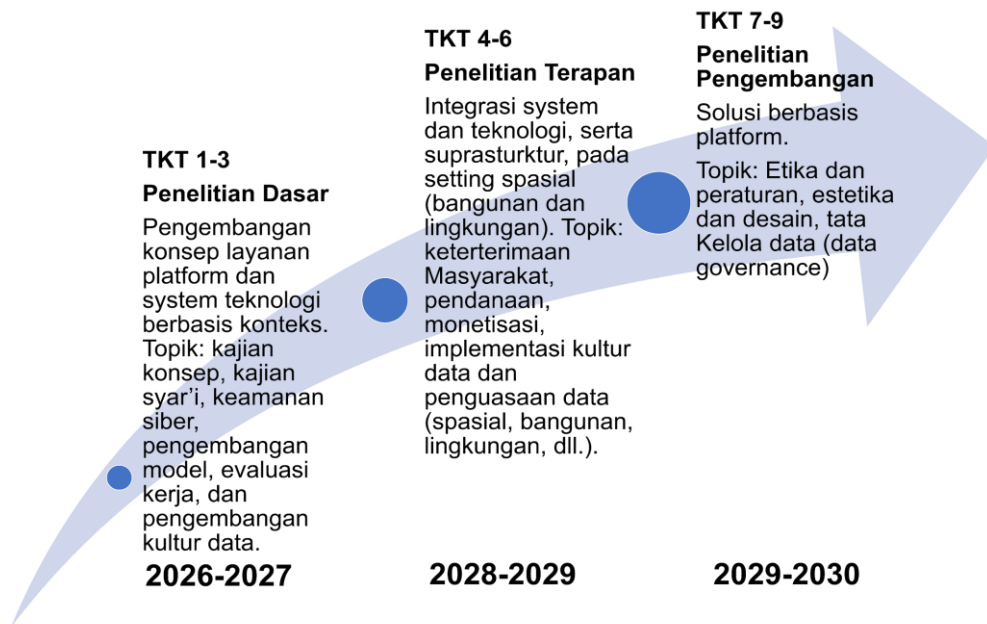 TKT 1-3
Penelitian Dasar
Pengembangan
konsep layanan
platform dan
system teknologi
berbasis konteks.
Topik: kajian
konsep, kajian
syar’i, keamanan
siber,
pengembangan
model, evaluasi
kerja, dan
pengembangan
kultur data.
2026-2027
TKT 4-6
Penelitian Terapan
Integrasi system
dan teknologi, serta
suprasturktur, pada
setting spasial
(bangunan dan
lingkungan). Topik:
keterterimaan
Masyarakat,
pendanaan,
monetisasi,
implementasi kultur
data dan
penguasaan data
(spasial, bangunan,
lingkungan, dll.).
2028-2029
TKT 7-9
Penelitian
Pengembangan
Solusi berbasis
platform.
Topik: Etika dan
peraturan, estetika
dan desain, tata
Kelola data (data
governance)
2029-2030